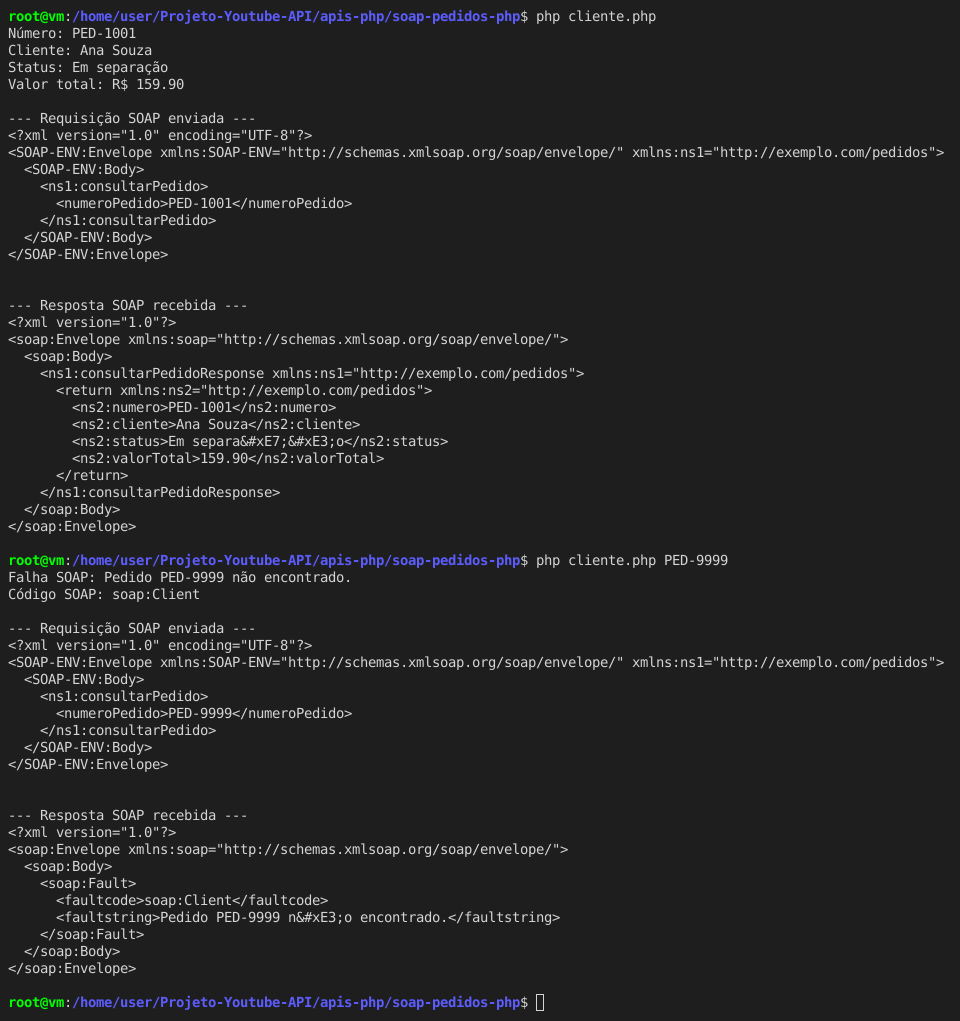 root@vm:/home/user/Projeto-Youtube-API/apis-php/soap-pedidos-php$ php cliente.php
Número: PED-1001
Cliente: Ana Souza
Status: Em separação
Valor total: R$ 159.90

--- Requisição SOAP enviada ---
<?xml version="1.0" encoding="UTF-8"?>
<SOAP-ENV:Envelope xmlns:SOAP-ENV="http://schemas.xmlsoap.org/soap/envelope/" xmlns:ns1="http://exemplo.com/pedidos">
  <SOAP-ENV:Body>
    <ns1:consultarPedido>
      <numeroPedido>PED-1001</numeroPedido>
    </ns1:consultarPedido>
  </SOAP-ENV:Body>
</SOAP-ENV:Envelope>


--- Resposta SOAP recebida ---
<?xml version="1.0"?>
<soap:Envelope xmlns:soap="http://schemas.xmlsoap.org/soap/envelope/">
  <soap:Body>
    <ns1:consultarPedidoResponse xmlns:ns1="http://exemplo.com/pedidos">
      <return xmlns:ns2="http://exemplo.com/pedidos">
        <ns2:numero>PED-1001</ns2:numero>
        <ns2:cliente>Ana Souza</ns2:cliente>
        <ns2:status>Em separa&#xE7;&#xE3;o</ns2:status>
        <ns2:valorTotal>159.90</ns2:valorTotal>
      </return>
    </ns1:consultarPedidoResponse>
  </soap:Body>
</soap:Envelope>

root@vm:/home/user/Projeto-Youtube-API/apis-php/soap-pedidos-php$ php cliente.php PED-9999
Falha SOAP: Pedido PED-9999 não encontrado.
Código SOAP: soap:Client

--- Requisição SOAP enviada ---
<?xml version="1.0" encoding="UTF-8"?>
<SOAP-ENV:Envelope xmlns:SOAP-ENV="http://schemas.xmlsoap.org/soap/envelope/" xmlns:ns1="http://exemplo.com/pedidos">
  <SOAP-ENV:Body>
    <ns1:consultarPedido>
      <numeroPedido>PED-9999</numeroPedido>
    </ns1:consultarPedido>
  </SOAP-ENV:Body>
</SOAP-ENV:Envelope>


--- Resposta SOAP recebida ---
<?xml version="1.0"?>
<soap:Envelope xmlns:soap="http://schemas.xmlsoap.org/soap/envelope/">
  <soap:Body>
    <soap:Fault>
      <faultcode>soap:Client</faultcode>
      <faultstring>Pedido PED-9999 n&#xE3;o encontrado.</faultstring>
    </soap:Fault>
  </soap:Body>
</soap:Envelope>

root@vm:/home/user/Projeto-Youtube-API/apis-php/soap-pedidos-php$